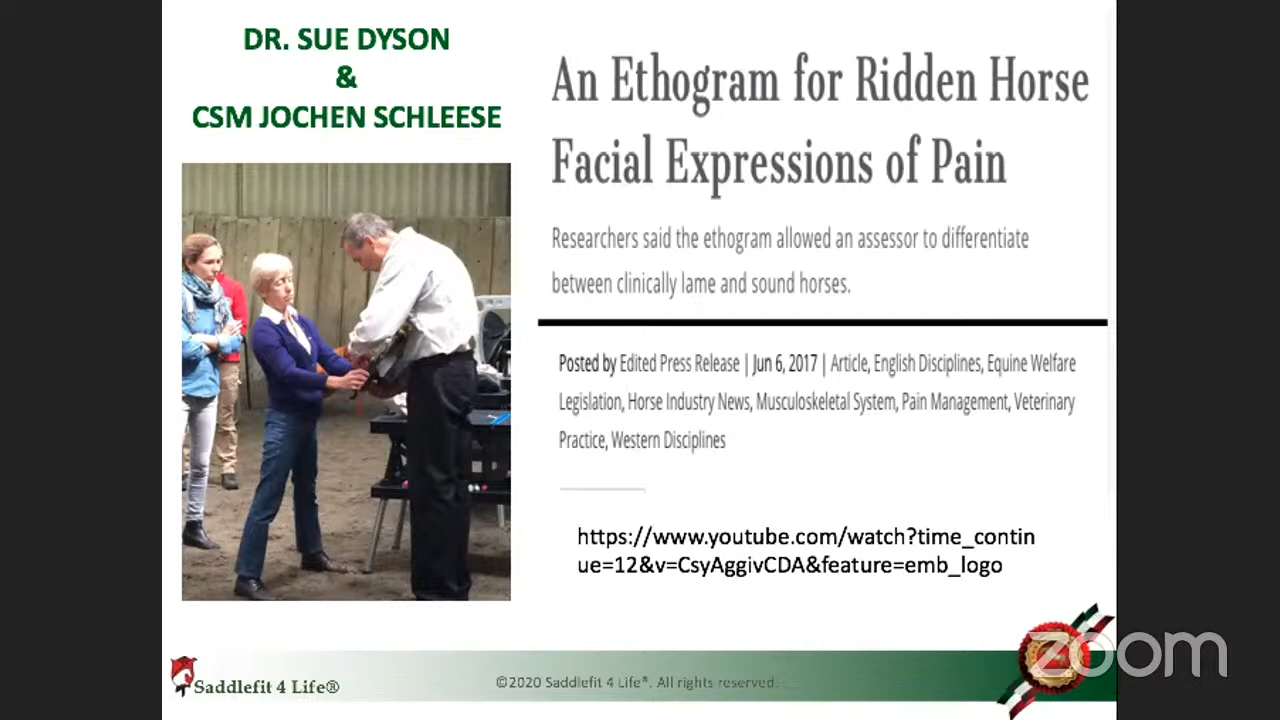 DR. SUE DYSON
&
CSM JOCHEN SCHLEESE
An Ethogram for Ridden Horse
Facial Expressions of Pain
Researchers said the ethogram allowed an assessor to differentiate
between clinically lame and sound horses.
Posted by Edited Press Release | Jun 6, 2017 | Article, English Disciplines, Equine Welfare
Legislation, Horse Industry News, Musculoskeletal System, Pain Management, Veterinary
Practice, Western Disciplines
https://www.youtube.com/watch?time_contin
ue=12&v=CsyAggivCDA&feature=emb_logo
Saddlefit 4 Life®
©2020 Saddlefit 4 Life®. All rights reserved.
zoom